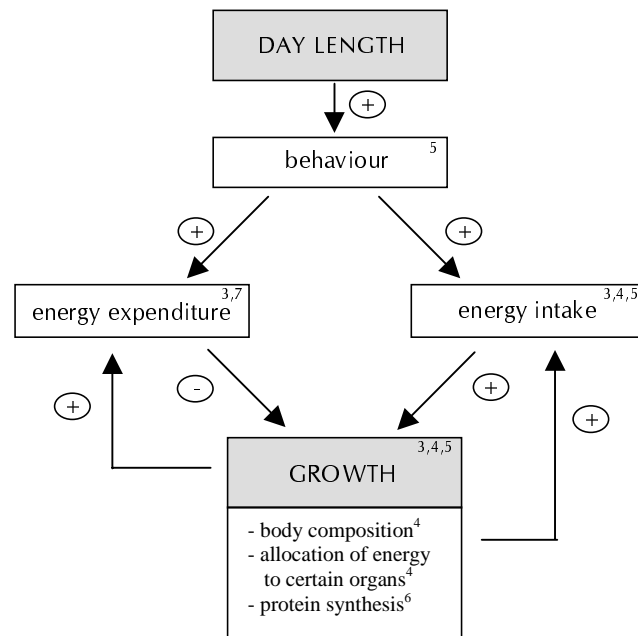 DAY LENGTH
+
behaviour 5
+ +
energy expenditure 3,7
energy intake 3,4,5
+ - + +
GROWTH 3,4,5
- body composition4
- allocation of energy
to certain organs4
- protein synthesis6